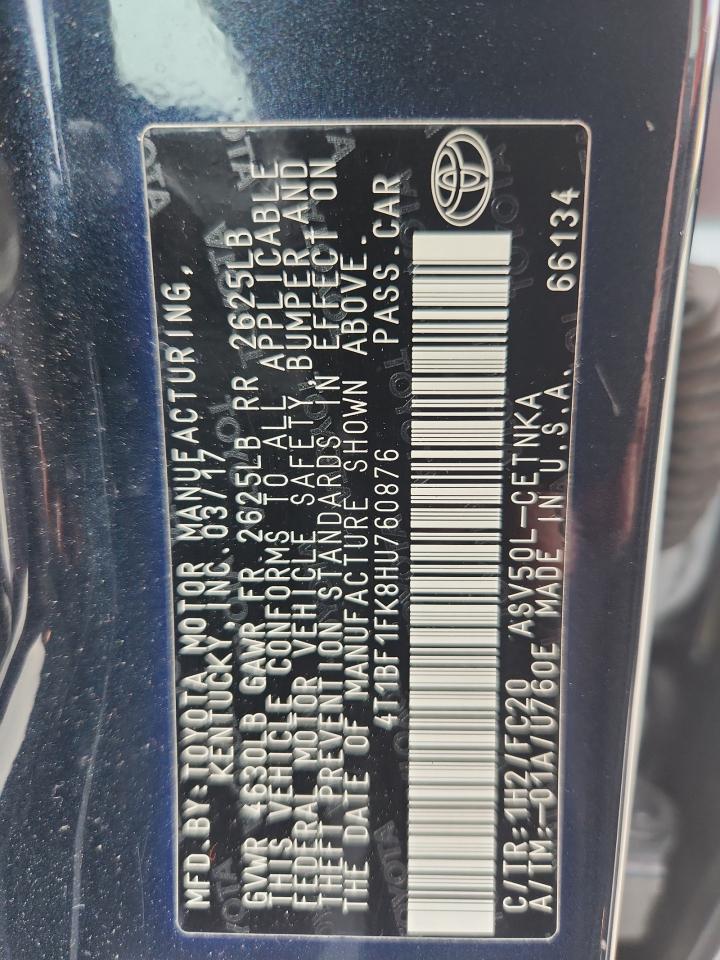 MFD.BY:TOYOTA MOTOR MANUFACTURING,
KENTUCKY, INC. 03/17
GVWR 4630LB GAWR FR 2625LB RR 2625LB
THIS VEHICLE CONFORMS TO ALL APPLICABLE
FEDERAL MOTOR VEHICLE SAFETY,BUMPER AND
THEFT PREVENTION STANDARDS IN EFFECT ON
THE DATE OF MANUFACTURE SHOWN ABOVE.
4T1BF1FK8HU760876 PASS.CAR
C/TR:1H2/FC20 ASV50L-CETNKA
A/TM:-01A/U760E MADE IN U.S.A. 66134